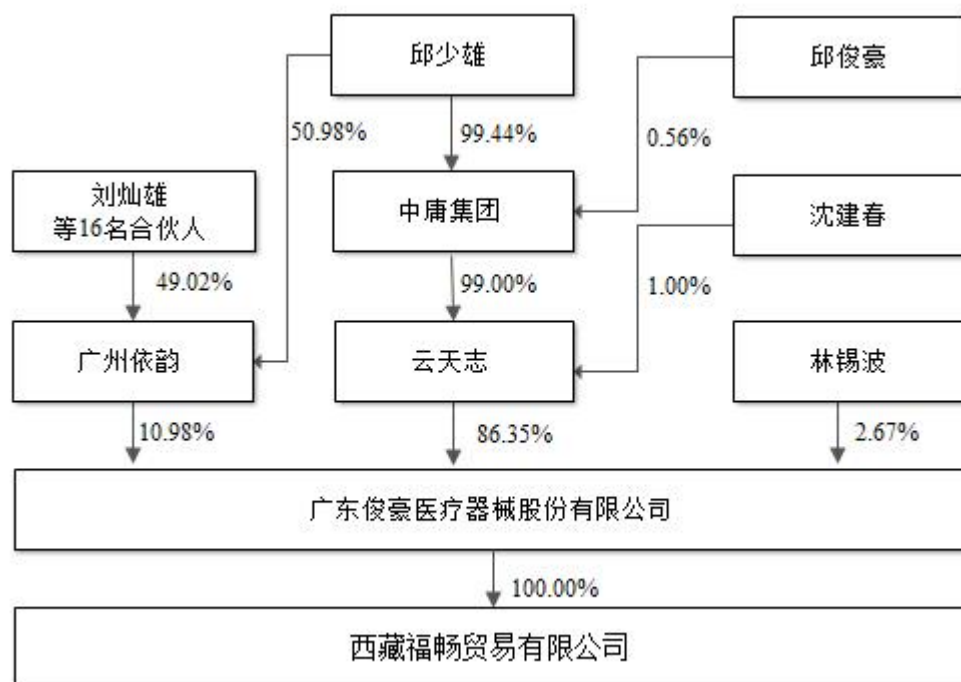 邱少雄
邱俊豪
50.98%
99.44%
0.56%
刘灿雄
等16名合伙人
中庸集团
沈建春
49.02%
99.00%
1.00%
广州依韵
云天志
林锡波
10.98%
86.35%
2.67%
广东俊豪医疗器械股份有限公司
100.00%
西藏福畅贸易有限公司